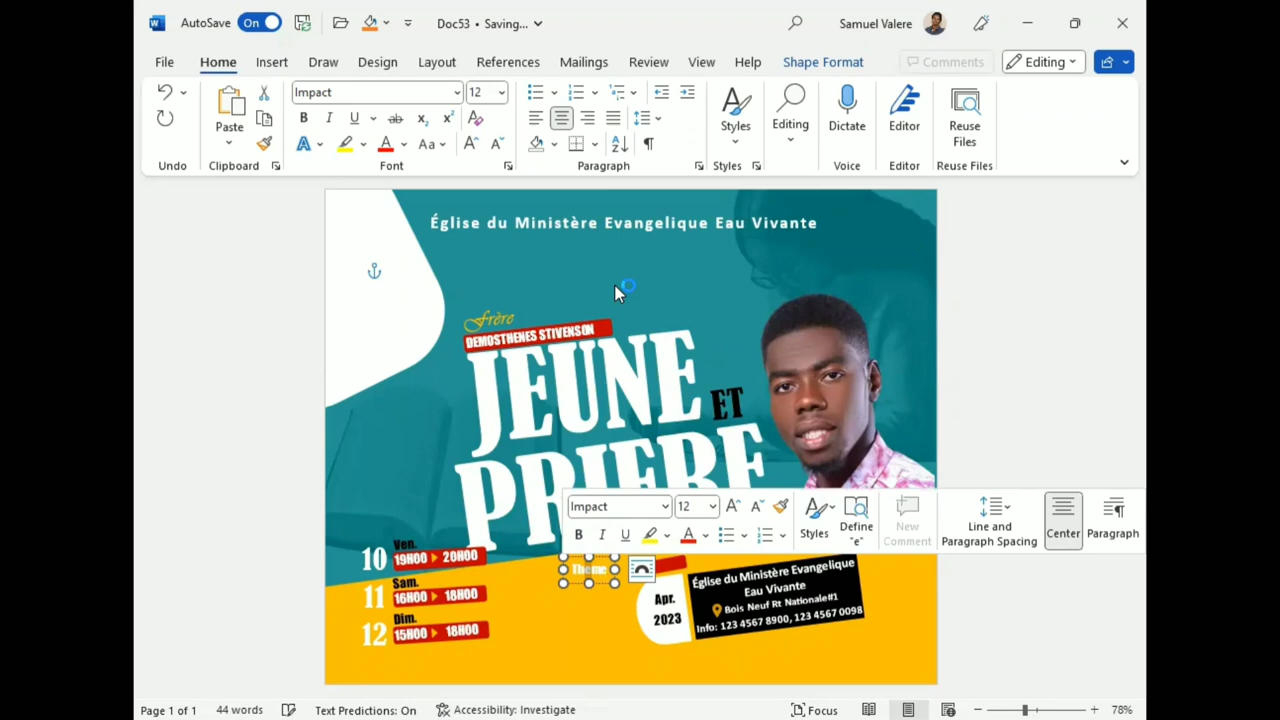 AutoSave On Doc53 • Saving... Samuel Valere
File Home Insert Draw Design Layout References Mailings Review View Help Shape Format Comments Editing
Impact 12
Paste Styles Editing Dictate Editor Reuse Files
Undo Clipboard Font Paragraph Styles Voice Editor Reuse Files
Église du Ministère Evangelique Eau Vivante
Frère
DEMOSTHENES STIVENSON
JEUNE
ET
PRIERE
Impact 12
Styles Define "e" New Comment Line and Paragraph Spacing Center Paragraph
B I U
10 Ven. 19H00 20H00
11 Sam. 16H00 18H00
12 Dim. 15H00 18H00
Thème
Apr.
2023
Église du Ministère Evangelique
Eau Vivante
Bois Neuf Rt Nationale#1
Info: 123 4567 8900, 123 4567 0098
Page 1 of 1 44 words Text Predictions: On Accessibility: Investigate Focus 78%